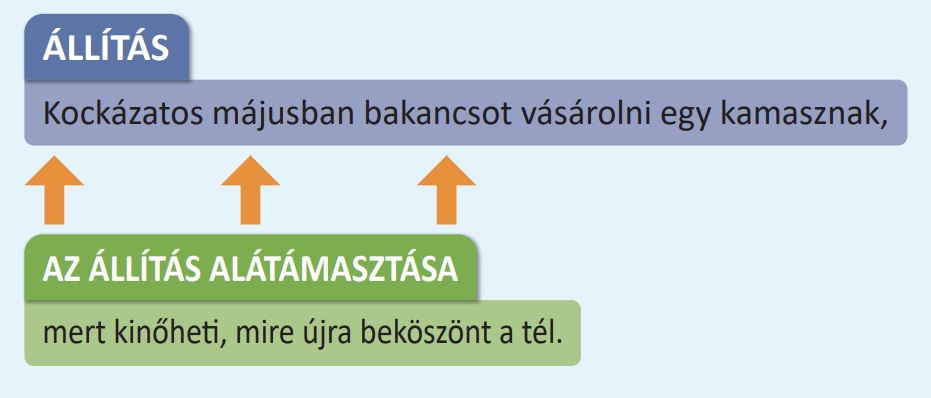 ÁLLÍTÁS
Kockázatos májusban bakancsot vásárolni egy kamasznak,
AZ ÁLLÍTÁS ALÁTÁMASZTÁSA
mert kinőheti, mire újra beköszönt a tél.